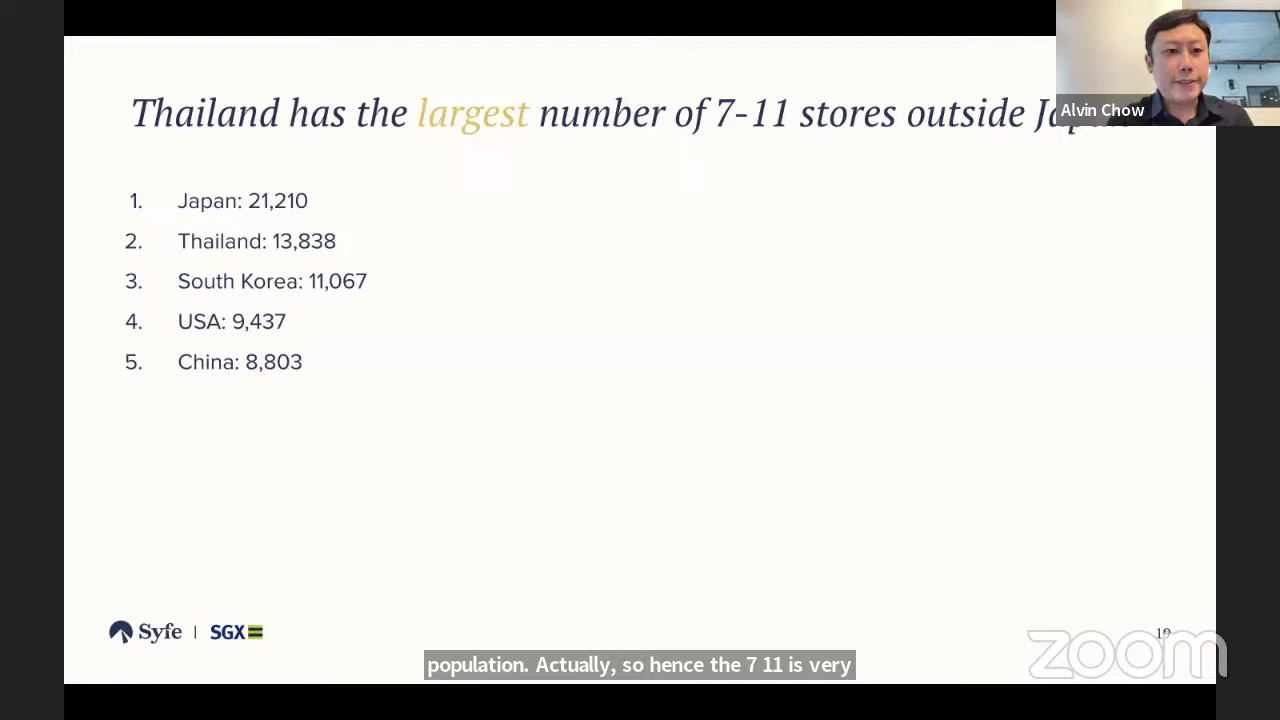 Thailand has the largest number of 7-11 stores outside
Alvin Chow
1. Japan: 21,210
2. Thailand: 13,838
3. South Korea: 11,067
4. USA: 9,437
5. China: 8,803
Syfe | SGX
19
zoom
population. Actually, so hence the 7 11 is very